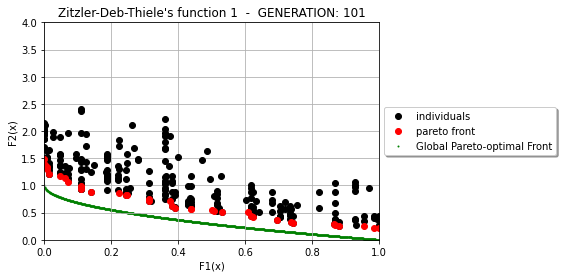 Zitzler-Deb-Thiele's function 1 - GENERATION: 101
4.0
3.5
3.0
2.5
2.0
1.5
1.0
0.5
0.0
F2(x)
0.0 0.2 0.4 0.6 0.8 1.0
F1(x)
individuals
pareto front
Global Pareto-optimal Front